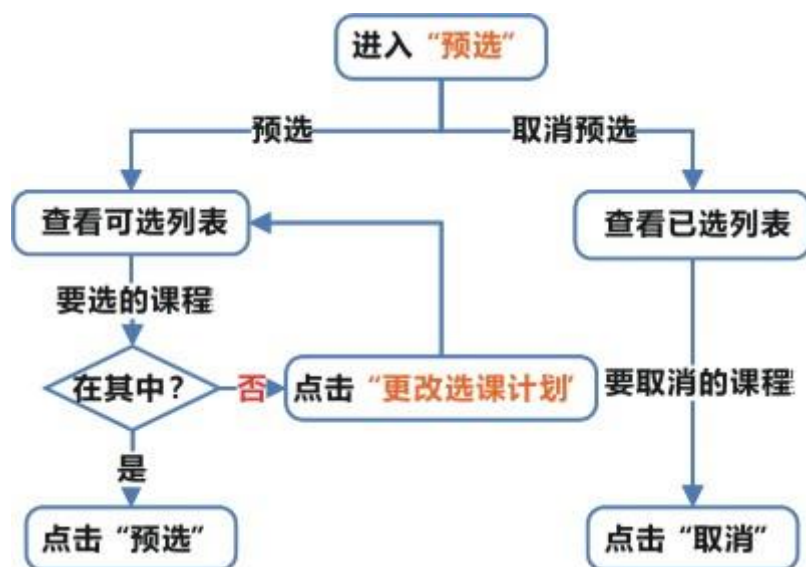 进入“预选”
预选
取消预选
查看可选列表
查看已选列表
要选的课程
在其中？
否
点击“更改选课计划”
要取消的课程
是
点击“预选”
点击“取消”